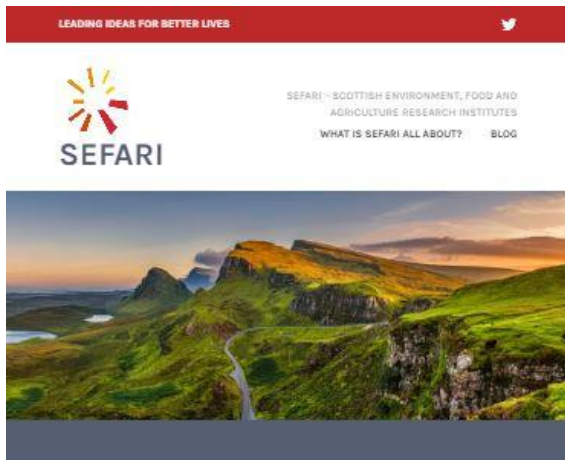 LEADING IDEAS FOR BETTER LIVES
SEFARI - SCOTTISH ENVIRONMENT, FOOD AND
AGRICULTURE RESEARCH INSTITUTES
WHAT IS SEFARI ALL ABOUT? BLOG
SEFARI